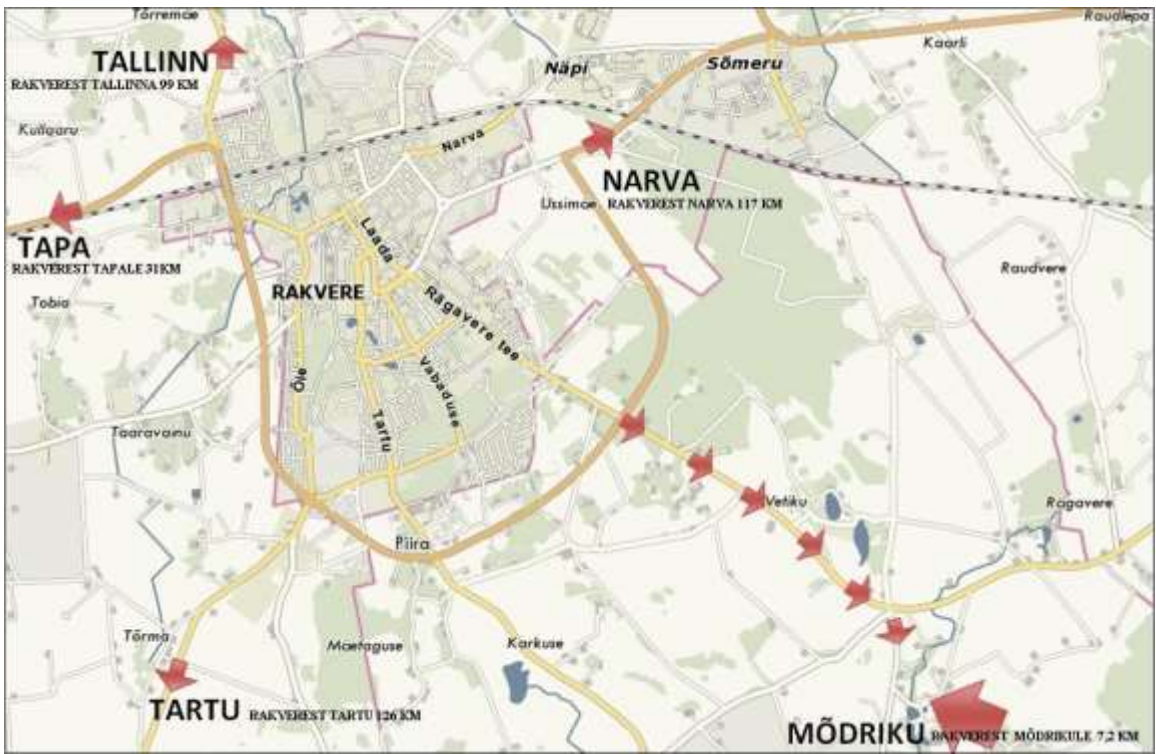 Tõrremäe
Raudlepa
TALLINN
RAKVEREST TALLINNA 99 KM
Näpi
Sõmeru
Kaarli
Kullaaru
Narva
NARVA
Ussimäe RAKVEREST NARVA 117 KM
TAPA
RAKVEREST TAPALE 31KM
Laada
Raudvere
Tobia
RAKVERE
Rägavere tee
Õie
Vabaduse
Tartu
Taaravainu
Vetiku
Rägavere
Piira
Tõrma
Mäetaguse
Karkuse
TARTU RAKVEREST TARTU 126 KM
MÕDRIKU RAKVEREST MÕDRIKULE 7,2 KM